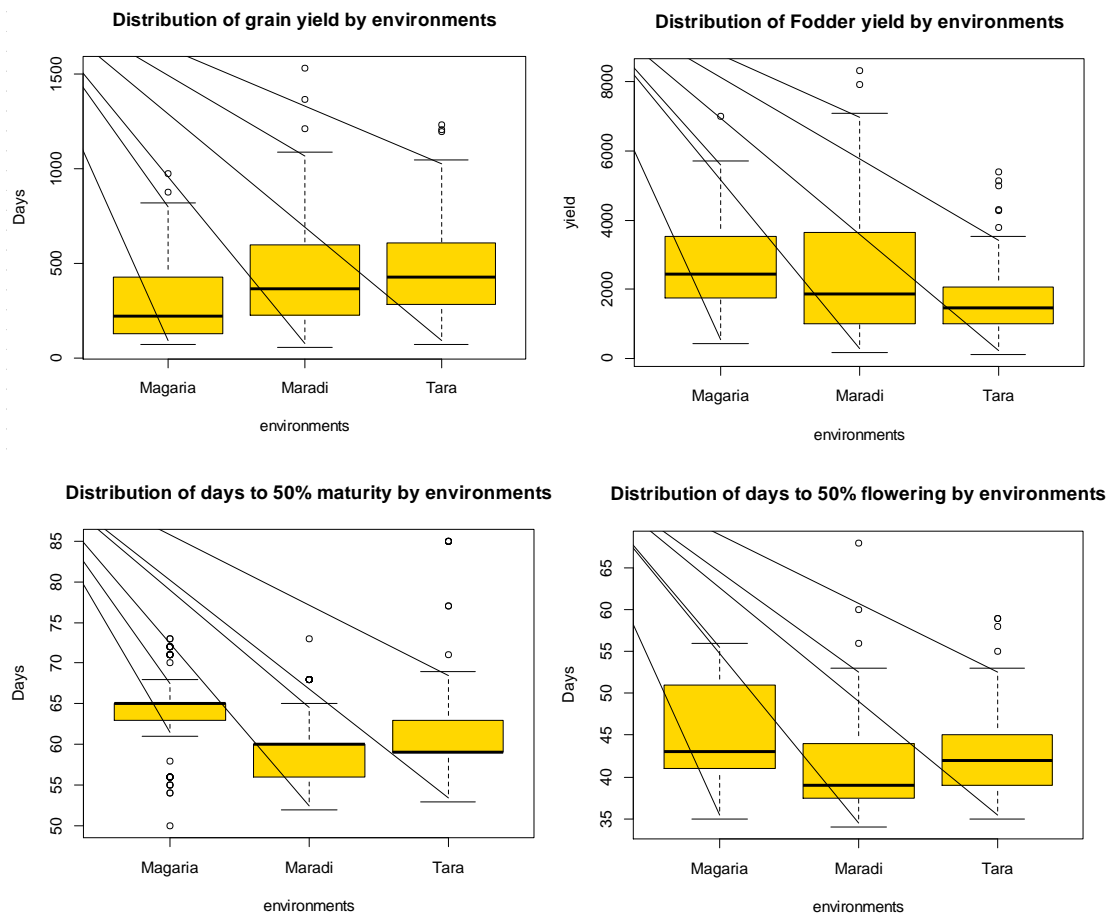 Distribution of grain yield by environments
Days
0
500
1000
1500
Magaria Maradi Tara
environments
Distribution of Fodder yield by environments
yield
0
2000
4000
6000
8000
Magaria Maradi Tara
environments
Distribution of days to 50% maturity by environments
Days
50
55
60
65
70
75
80
85
Magaria Maradi Tara
environments
Distribution of days to 50% flowering by environments
Days
35
40
45
50
55
60
65
Magaria Maradi Tara
environments